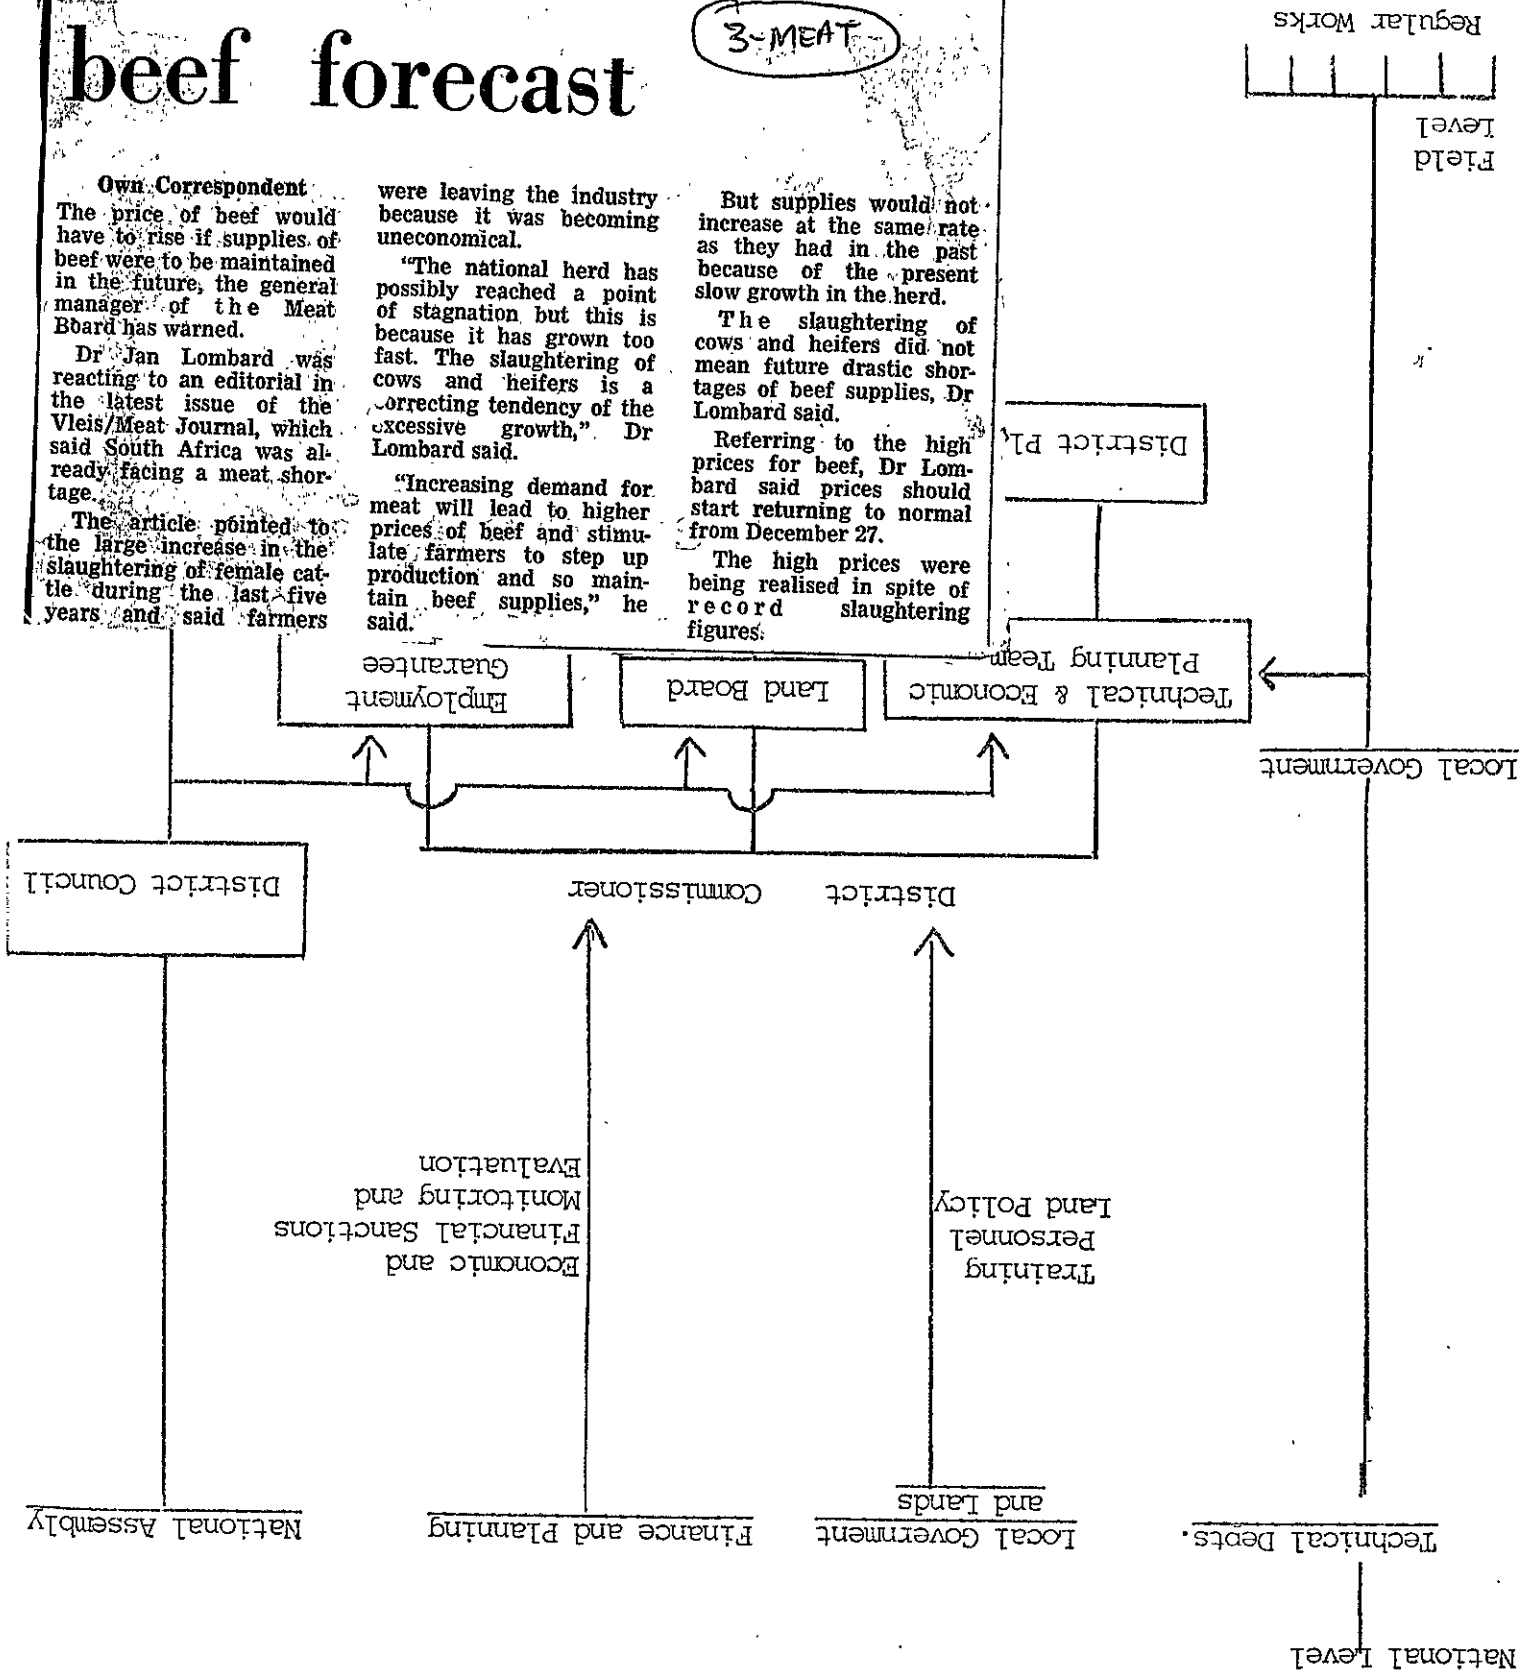 beef forecast
3-MEAT
Own Correspondent
The price of beef would
have to rise if supplies of
beef were to be maintained
in the future, the general
manager of the Meat
Board has warned.
Dr Jan Lombard was
reacting to an editorial in
the latest issue of the
Vleis/Meat Journal, which
said South Africa was al-
ready facing a meat shor-
tage.
The article pointed to
the large increase in the
slaughtering of female cat-
tle during the last five
years and said farmers
were leaving the industry
because it was becoming
uneconomical.
"The national herd has
possibly reached a point
of stagnation but this is
because it has grown too
fast. The slaughtering of
cows and heifers is a
correcting tendency of the
excessive growth," Dr
Lombard said.
"Increasing demand for
meat will lead to higher
prices of beef and stimu-
late farmers to step up
production and so main-
tain beef supplies," he
said.
But supplies would not
increase at the same rate
as they had in the past
because of the present
slow growth in the herd.
The slaughtering of
cows and heifers did not
mean future drastic shor-
tages of beef supplies, Dr
Lombard said.
Referring to the high
prices for beef, Dr Lom-
bard said prices should
start returning to normal
from December 27.
The high prices were
being realised in spite of
record slaughtering
figures.
National Level
Technical Depts.
Local Government
and Lands
Finance and Planning
National Assembly
Training
Personnel
Land Policy
Economic and
Financial Sanctions
Monitoring and
Evaluation
District Commissioner
District Council
Local Government
Technical & Economic
Planning Team
Land Board
Employment
Guarantee
District Pl
Field
Level
Regular Works